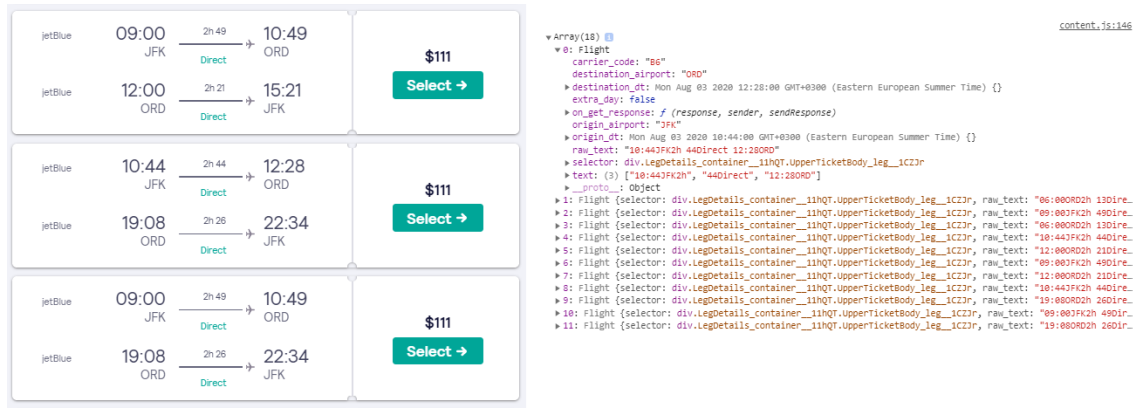 jetBlue 09:00 2h 49 10:49
JFK Direct ORD
$111
Select →
jetBlue 12:00 2h 21 15:21
ORD Direct JFK
10:44 2h 44 12:28
jetBlue JFK Direct ORD
$111
Select →
jetBlue 19:08 2h 26 22:34
ORD Direct JFK
jetBlue 09:00 2h 49 10:49
JFK Direct ORD
$111
Select →
jetBlue 19:08 2h 26 22:34
ORD Direct JFK
content.js:146
▼Array(18) i
▼0: Flight
carrier_code: "B6"
destination_airport: "ORD"
▶destination_dt: Mon Aug 03 2020 12:28:00 GMT+0300 (Eastern European Summer Time) {}
extra_day: false
▶on_get_response: ƒ (response, sender, sendResponse)
origin_airport: "JFK"
▶origin_dt: Mon Aug 03 2020 10:44:00 GMT+0300 (Eastern European Summer Time) {}
raw_text: "10:44JFK2h 44Direct 12:28ORD"
▶selector: div.LegDetails_container__11hQT.UpperTicketBody_leg__1CZJr
▶text: (3) ["10:44JFK2h", "44Direct", "12:28ORD"]
▶__proto__: Object
▶1: Flight {selector: div.LegDetails_container__11hQT.UpperTicketBody_leg__1CZJr, raw_text: "06:00ORD2h 13Dire…
▶2: Flight {selector: div.LegDetails_container__11hQT.UpperTicketBody_leg__1CZJr, raw_text: "09:00JFK2h 49Dire…
▶3: Flight {selector: div.LegDetails_container__11hQT.UpperTicketBody_leg__1CZJr, raw_text: "06:00ORD2h 13Dire…
▶4: Flight {selector: div.LegDetails_container__11hQT.UpperTicketBody_leg__1CZJr, raw_text: "10:44JFK2h 44Dire…
▶5: Flight {selector: div.LegDetails_container__11hQT.UpperTicketBody_leg__1CZJr, raw_text: "12:00ORD2h 21Dire…
▶6: Flight {selector: div.LegDetails_container__11hQT.UpperTicketBody_leg__1CZJr, raw_text: "09:00JFK2h 49Dire…
▶7: Flight {selector: div.LegDetails_container__11hQT.UpperTicketBody_leg__1CZJr, raw_text: "12:00ORD2h 21Dire…
▶8: Flight {selector: div.LegDetails_container__11hQT.UpperTicketBody_leg__1CZJr, raw_text: "10:44JFK2h 44Dire…
▶9: Flight {selector: div.LegDetails_container__11hQT.UpperTicketBody_leg__1CZJr, raw_text: "19:08ORD2h 26Dire…
▶10: Flight {selector: div.LegDetails_container__11hQT.UpperTicketBody_leg__1CZJr, raw_text: "09:00JFK2h 49Dir…
▶11: Flight {selector: div.LegDetails_container__11hQT.UpperTicketBody_leg__1CZJr, raw_text: "19:08ORD2h 26Dir…